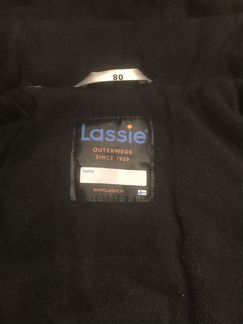 80
Lassie®
OUTERWEAR
SINCE 1959
name
WWW.LASSIE.FI